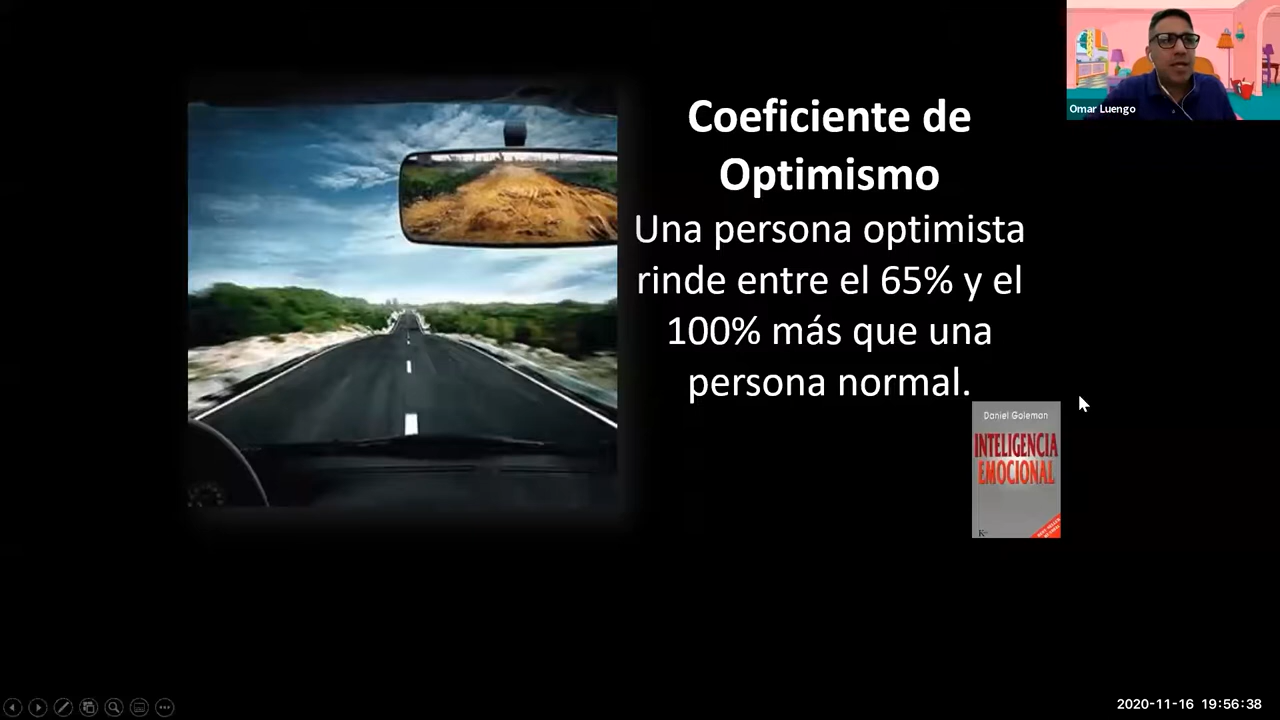 Omar Luengo
Coeficiente de
Optimismo
Una persona optimista
rinde entre el 65% y el
100% más que una
persona normal.
Daniel Goleman
INTELIGENCIA
EMOCIONAL
2020-11-16 19:56:38